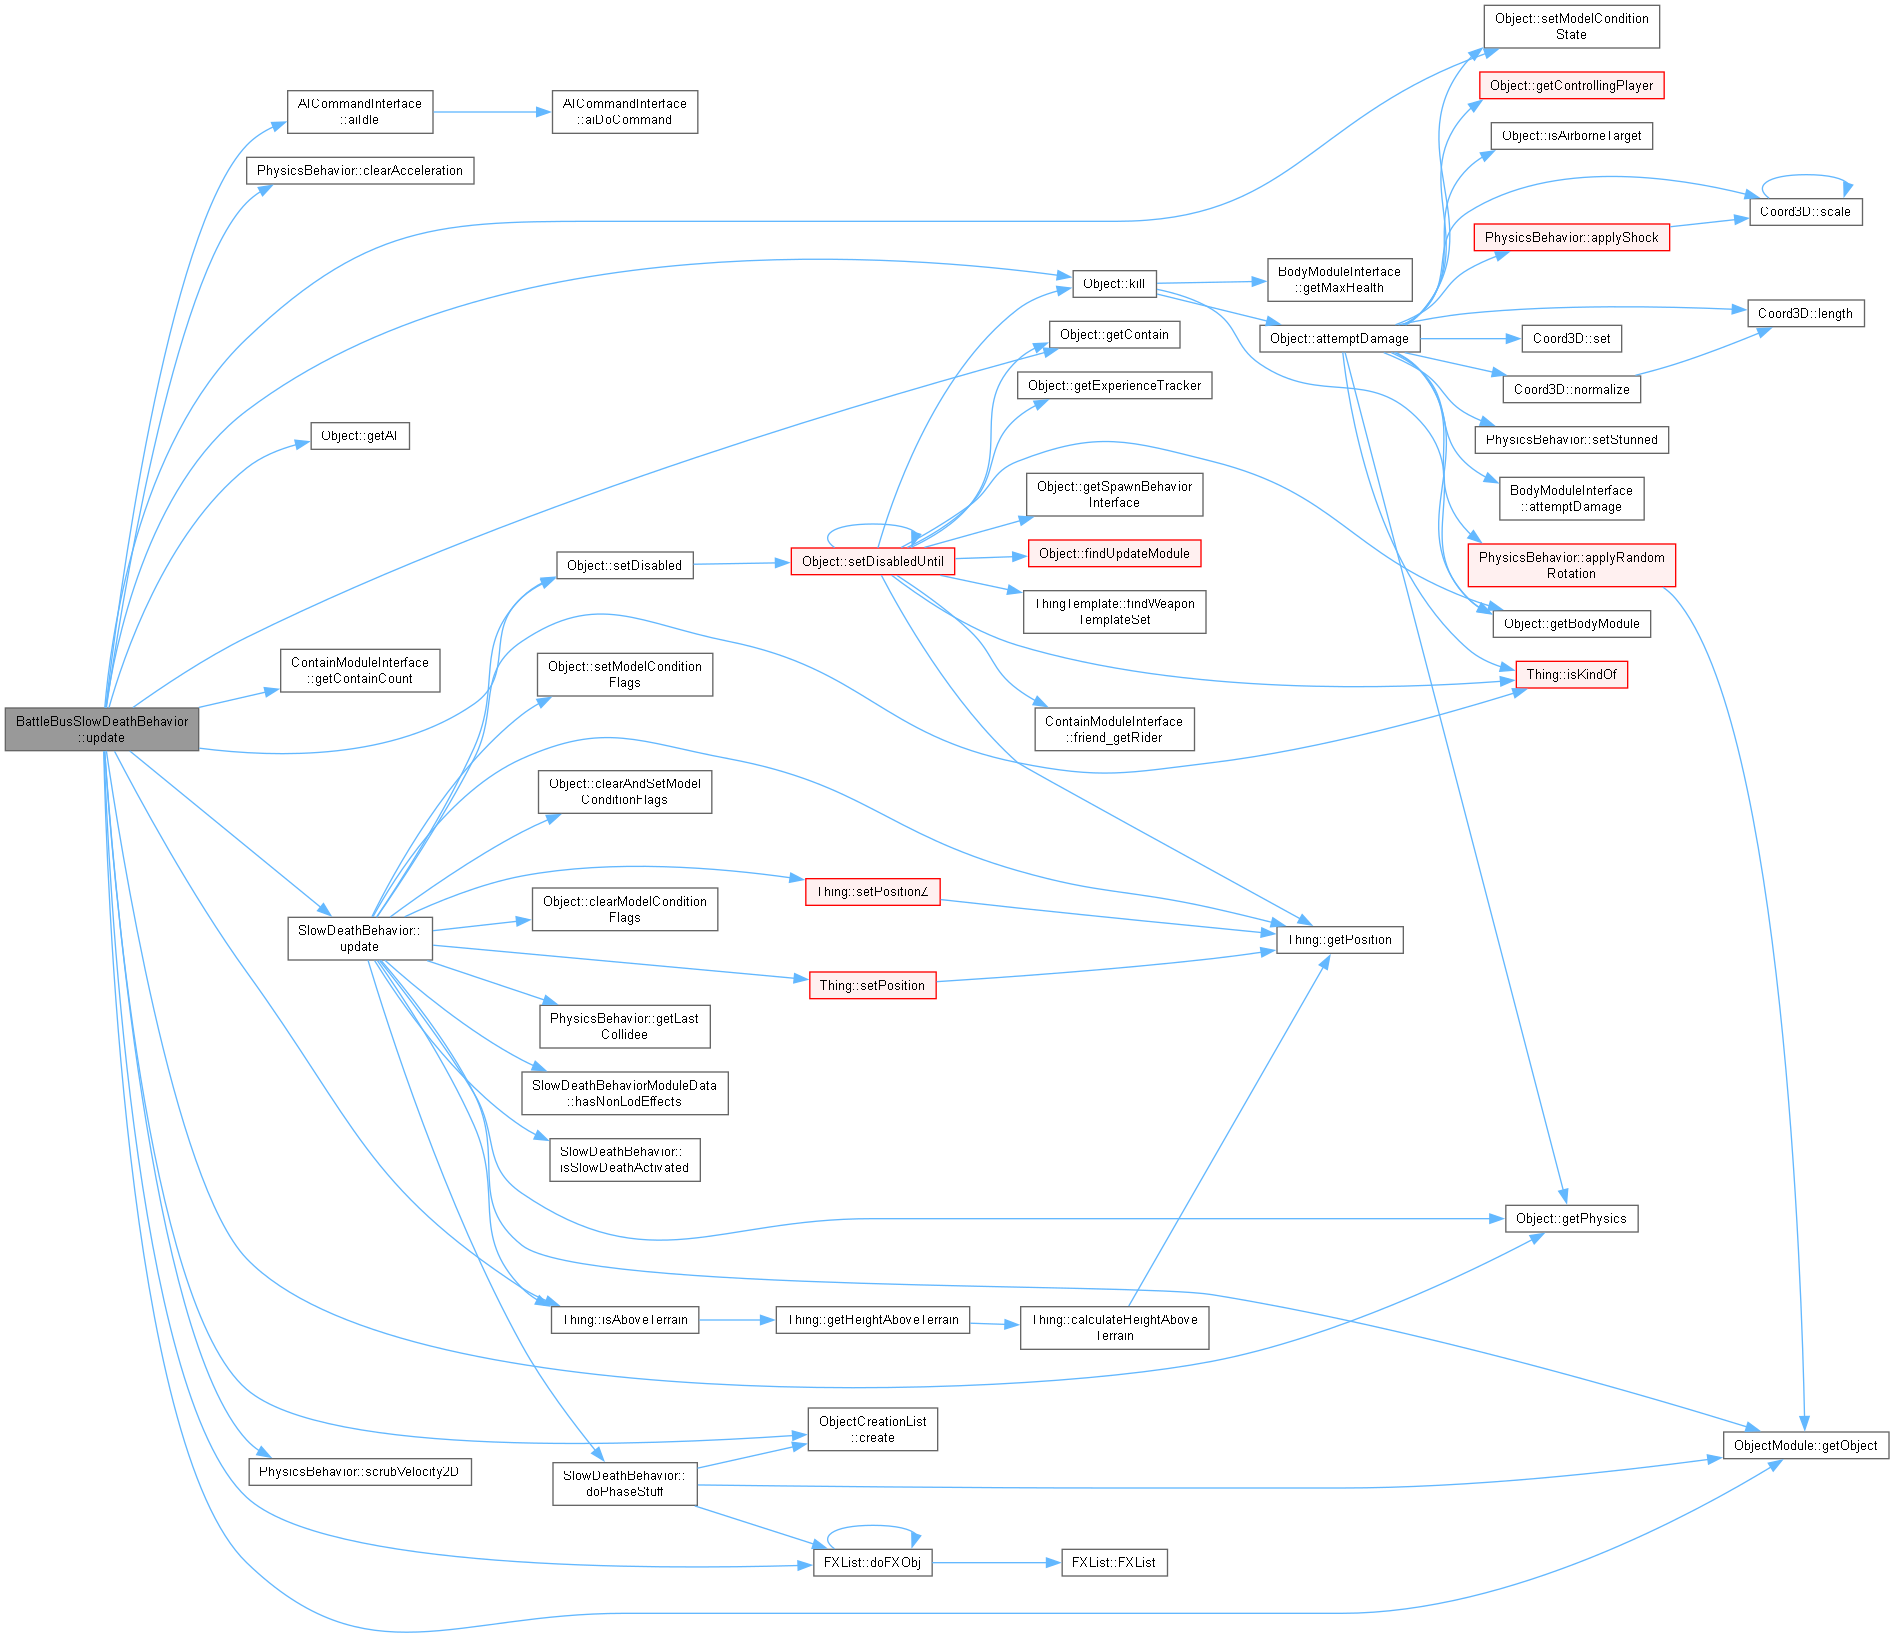 Object::setModelCondition
State
Object::getControllingPlayer
AICommandInterface
::aiIdle
AICommandInterface
::aiDoCommand
Object::isAirborneTarget
PhysicsBehavior::clearAcceleration
Coord3D::scale
PhysicsBehavior::applyShock
Object::kill
BodyModuleInterface
::getMaxHealth
Coord3D::length
Object::getContain
Object::attemptDamage
Coord3D::set
Object::getExperienceTracker
Coord3D::normalize
Object::getAI
PhysicsBehavior::setStunned
Object::getSpawnBehavior
Interface
BodyModuleInterface
::attemptDamage
Object::setDisabled
Object::setDisabledUntil
Object::findUpdateModule
PhysicsBehavior::applyRandom
Rotation
ThingTemplate::findWeapon
TemplateSet
Object::getBodyModule
ContainModuleInterface
::getContainCount
Object::setModelCondition
Flags
Thing::isKindOf
BattleBusSlowDeathBehavior
::update
ContainModuleInterface
::friend_getRider
Object::clearAndSetModel
ConditionFlags
Thing::setPositionZ
Object::clearModelCondition
Flags
SlowDeathBehavior::
update
Thing::getPosition
Thing::setPosition
PhysicsBehavior::getLast
Collidee
SlowDeathBehaviorModuleData
::hasNonLodEffects
SlowDeathBehavior::
isSlowDeathActivated
Object::getPhysics
Thing::isAboveTerrain
Thing::getHeightAboveTerrain
Thing::calculateHeightAbove
Terrain
ObjectCreationList
::create
ObjectModule::getObject
PhysicsBehavior::scrubVelocity2D
SlowDeathBehavior::
doPhaseStuff
FXList::doFXObj
FXList::FXList